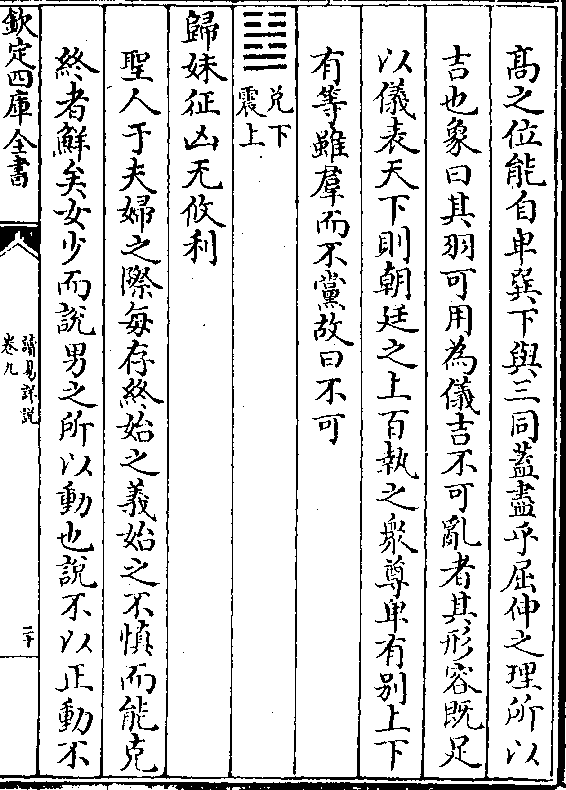 高之位能自卑巽下與三同蓋盡乎屈伸之理所以
吉也象曰其羽可用為儀吉不可亂者其形容既足
以儀表天下則朝廷之上百執之衆尊卑有别上下
有等雖羣而不黨故曰不可
䷵
兌下
震上
歸妹征凶无攸利
聖人于夫婦之際每存終始之義始之不慎而能克
終者鮮矣女少而說男之所以動也說不以正動不
欽定四庫全書
讀易詳說
卷九
二十